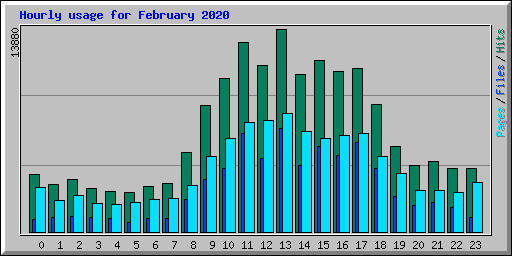 Hourly usage for February 2020
13880
Pages / Files / Hits
0 1 2 3 4 5 6 7 8 9 10 11 12 13 14 15 16 17 18 19 20 21 22 23